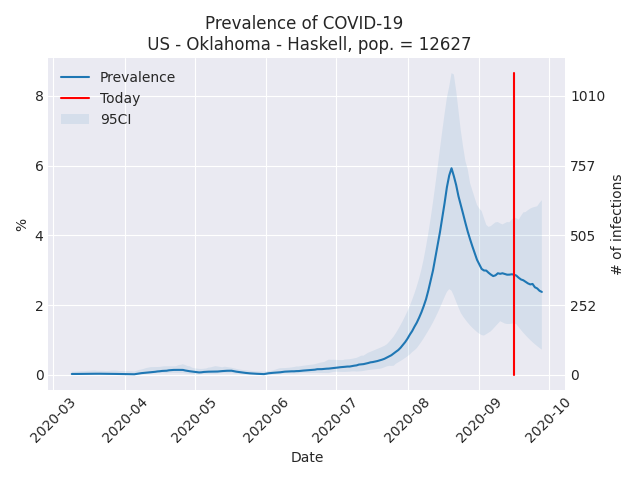 Prevalence of COVID-19
US - Oklahoma - Haskell, pop. = 12627
Prevalence
Today
95CI
8
6
4
2
0
%
1010
757
505
252
0
# of infections
2020-03
2020-04
2020-05
2020-06
2020-07
2020-08
2020-09
2020-10
Date